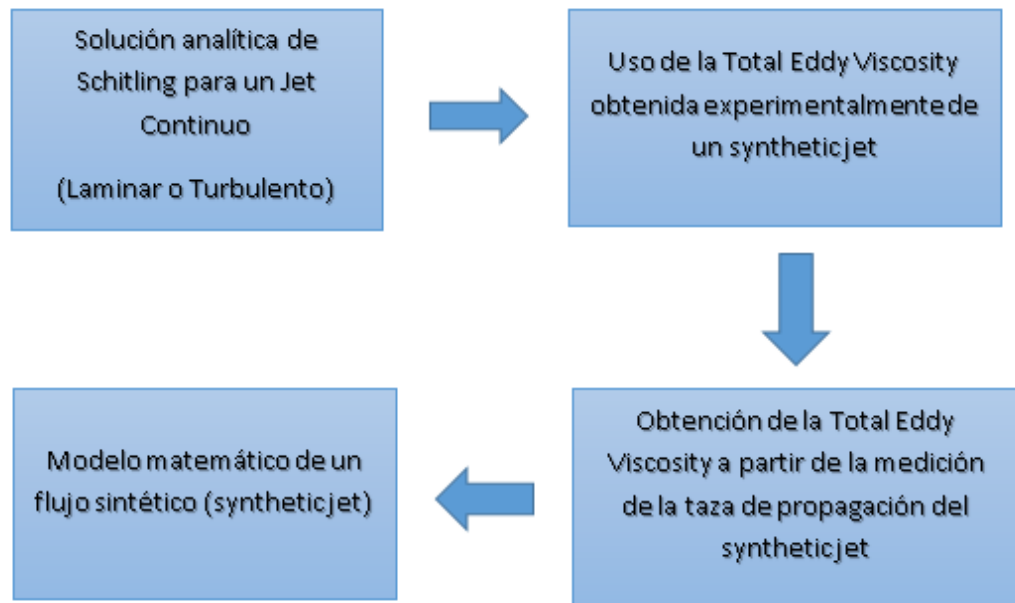 Solución analítica de
Schitling para un Jet
Continuo
(Laminar o Turbulento)
Uso de la Total Eddy Viscosity
obtenida experimentalmente de
un syntheticjet
Obtención de la Total Eddy
Viscosity a partir de la medición
de la taza de propagación del
syntheticjet
Modelo matemático de un
flujo sintético (syntheticjet)